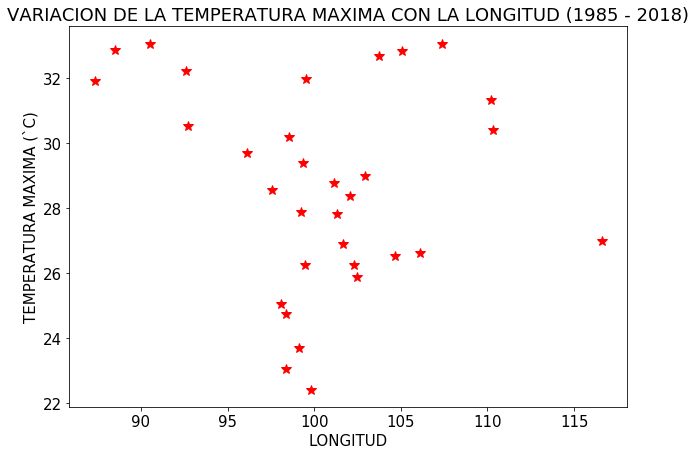 VARIACION DE LA TEMPERATURA MAXIMA CON LA LONGITUD (1985 - 2018)
TEMPERATURA MAXIMA (`C)
32
30
28
26
24
22
90 95 100 105 110 115
LONGITUD